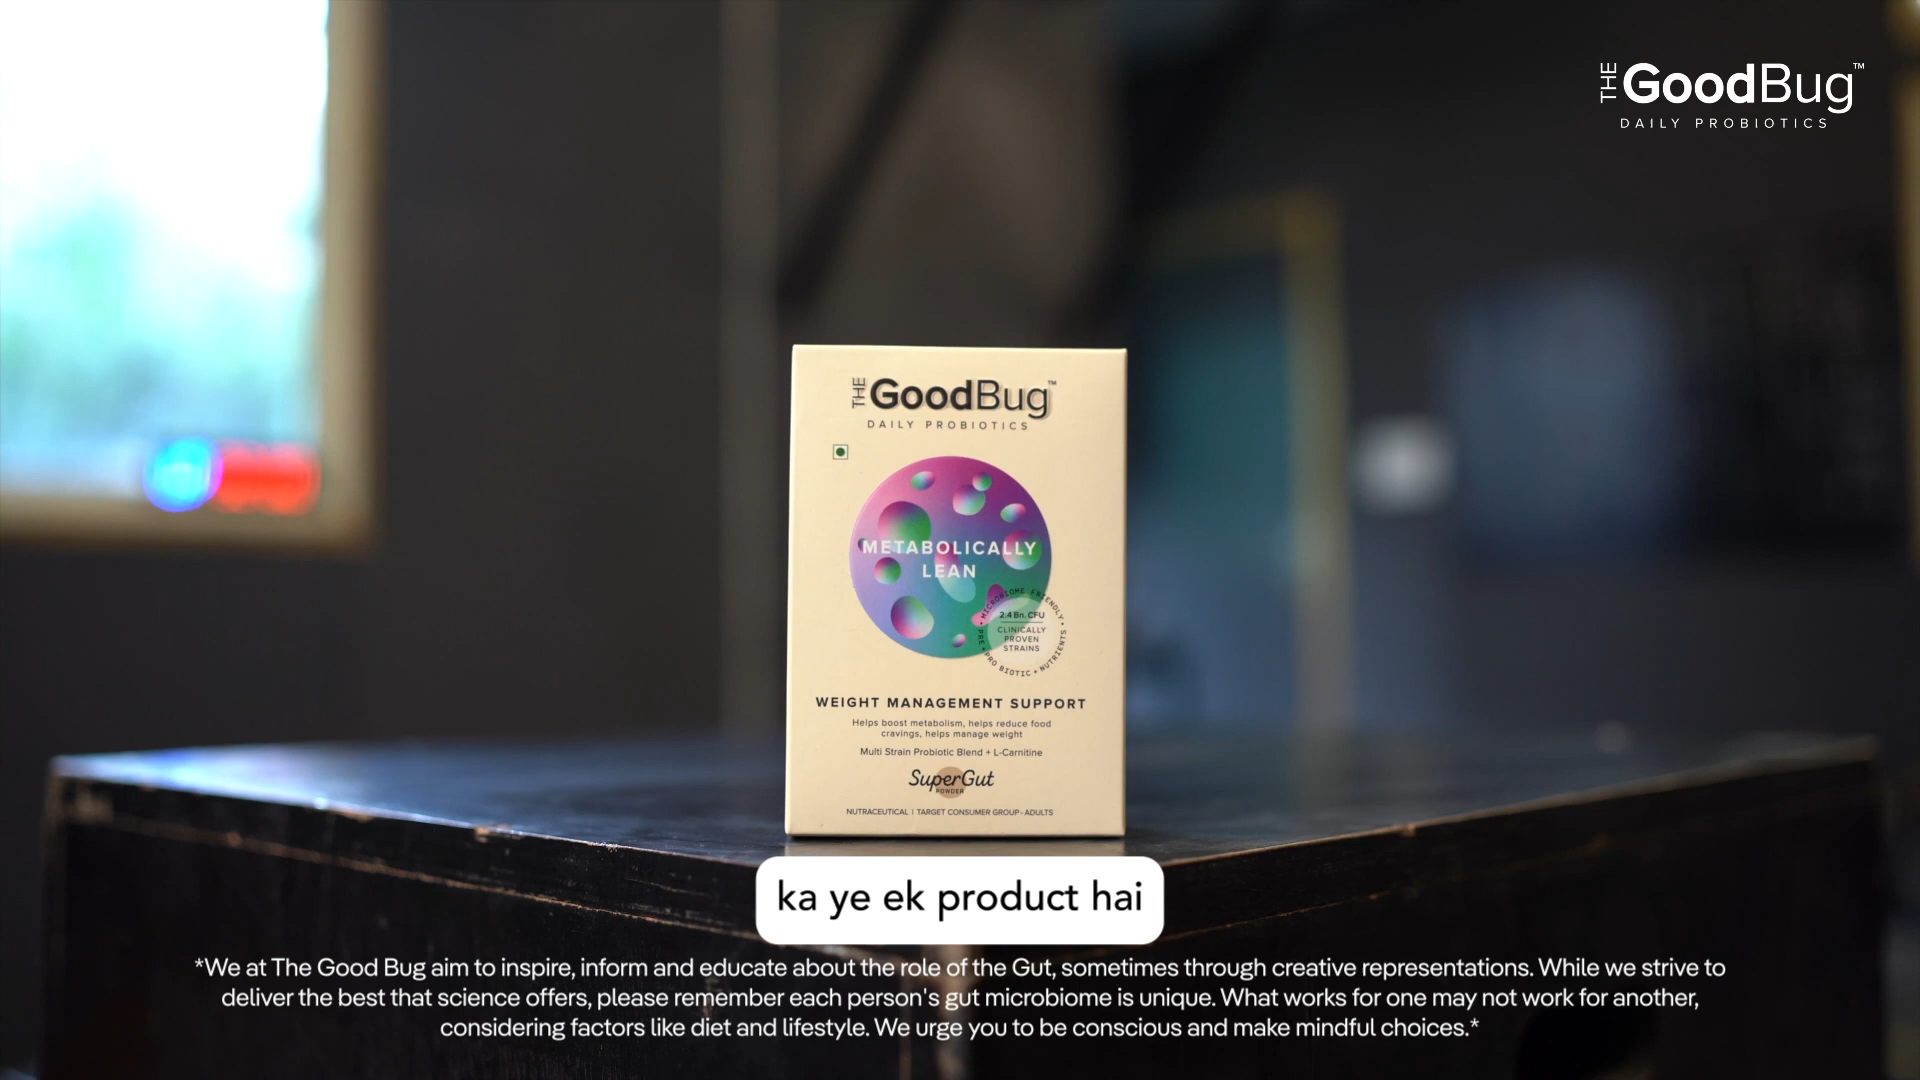 THE GoodBug™
DAILY PROBIOTICS
THE GoodBug™
DAILY PROBIOTICS
METABOLICALLY
LEAN
MICROBIOME FRIENDLY • NUTRIENTS • PRO BIOTIC • PRE •
2.4 Bn. CFU
CLINICALLY
PROVEN
STRAINS
WEIGHT MANAGEMENT SUPPORT
Helps boost metabolism, helps reduce food
cravings, helps manage weight
Multi Strain Probiotic Blend + L-Carnitine
SuperGut
POWDER
NUTRACEUTICAL | TARGET CONSUMER GROUP - ADULTS
ka ye ek product hai
*We at The Good Bug aim to inspire, inform and educate about the role of the Gut, sometimes through creative representations. While we strive to
deliver the best that science offers, please remember each person's gut microbiome is unique. What works for one may not work for another,
considering factors like diet and lifestyle. We urge you to be conscious and make mindful choices.*